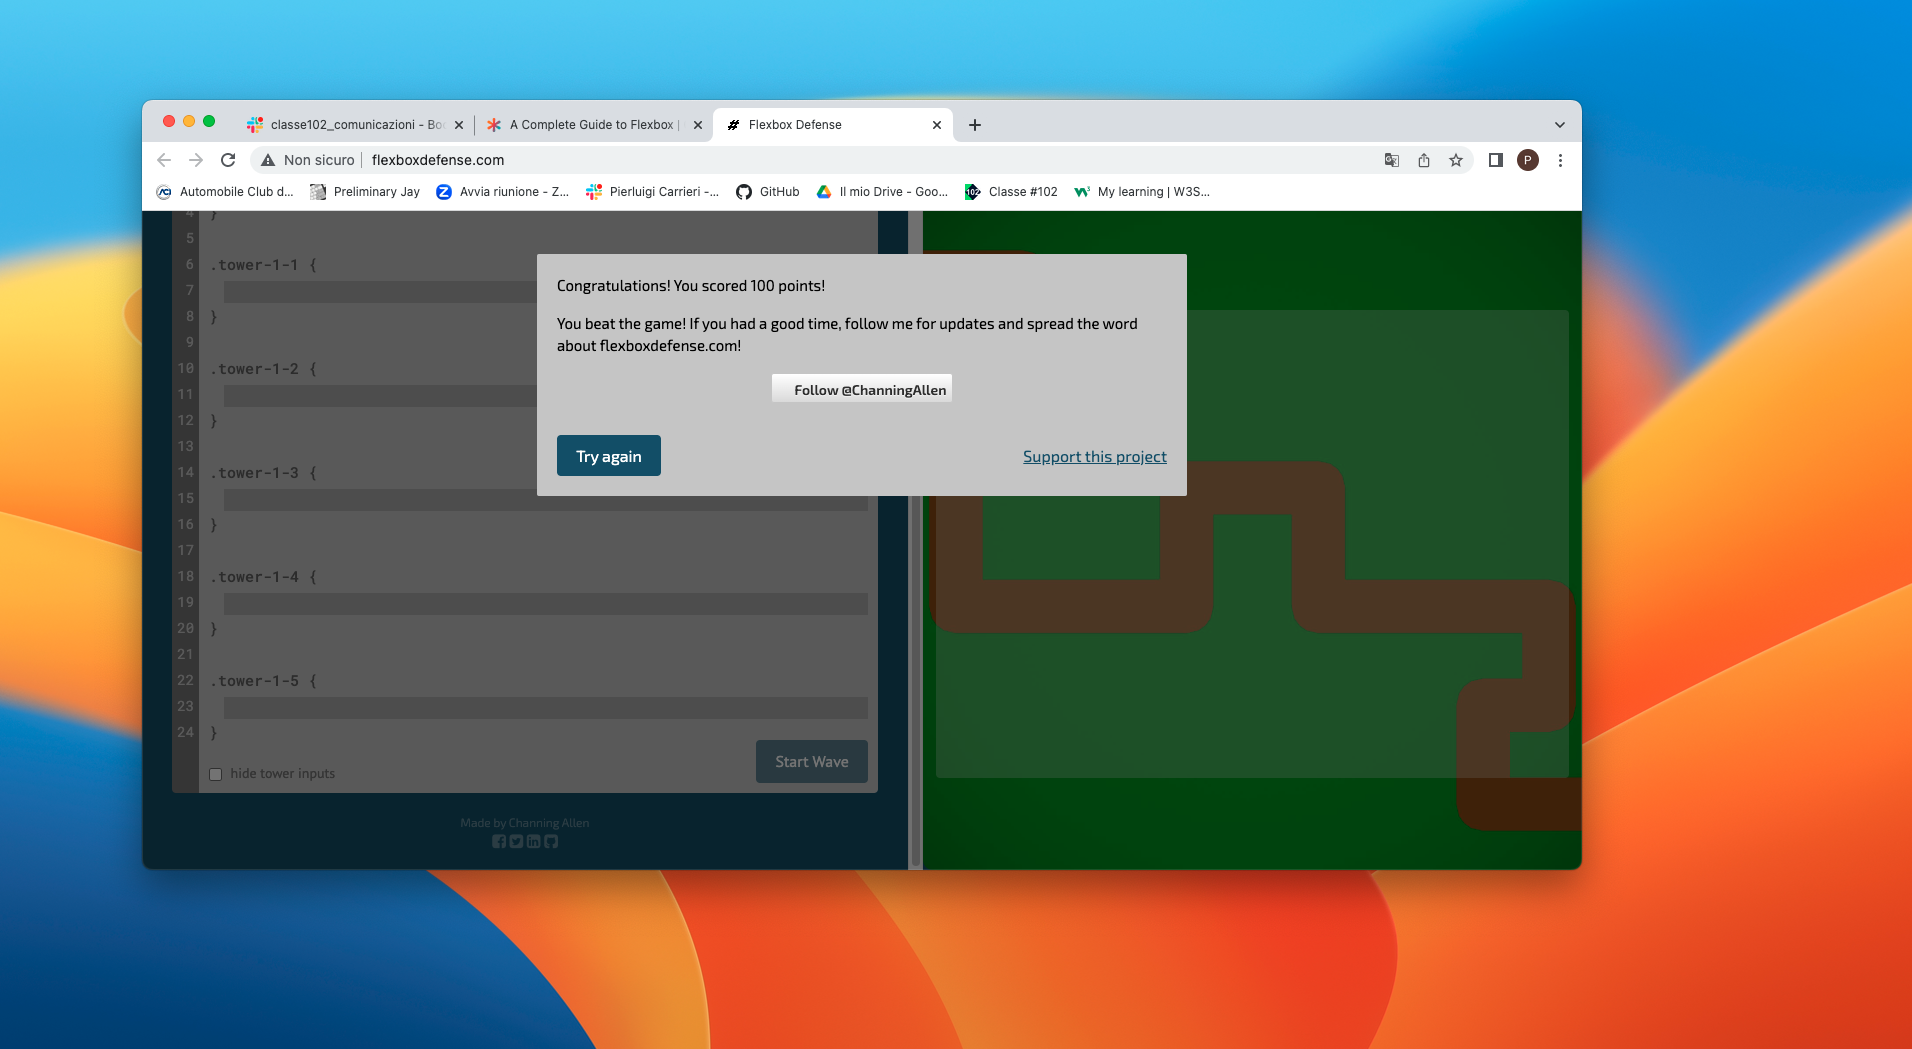 classe102_comunicazioni - Boo
A Complete Guide to Flexbox |
Flexbox Defense
Non sicuro
flexboxdefense.com
P
Automobile Club d...
Preliminary Jay
Avvia riunione - Z...
Pierluigi Carrieri -...
GitHub
Il mio Drive - Goo...
102
Classe #102
My learning | W3S...
4 }
5
6 .tower-1-1 {
7
8 }
9
10 .tower-1-2 {
11
12 }
13
14 .tower-1-3 {
15
16 }
17
18 .tower-1-4 {
19
20 }
21
22 .tower-1-5 {
23
24 }
hide tower inputs
Start Wave
Made by Channing Allen
Congratulations! You scored 100 points!
You beat the game! If you had a good time, follow me for updates and spread the word
about flexboxdefense.com!
Follow @ChanningAllen
Try again
Support this project